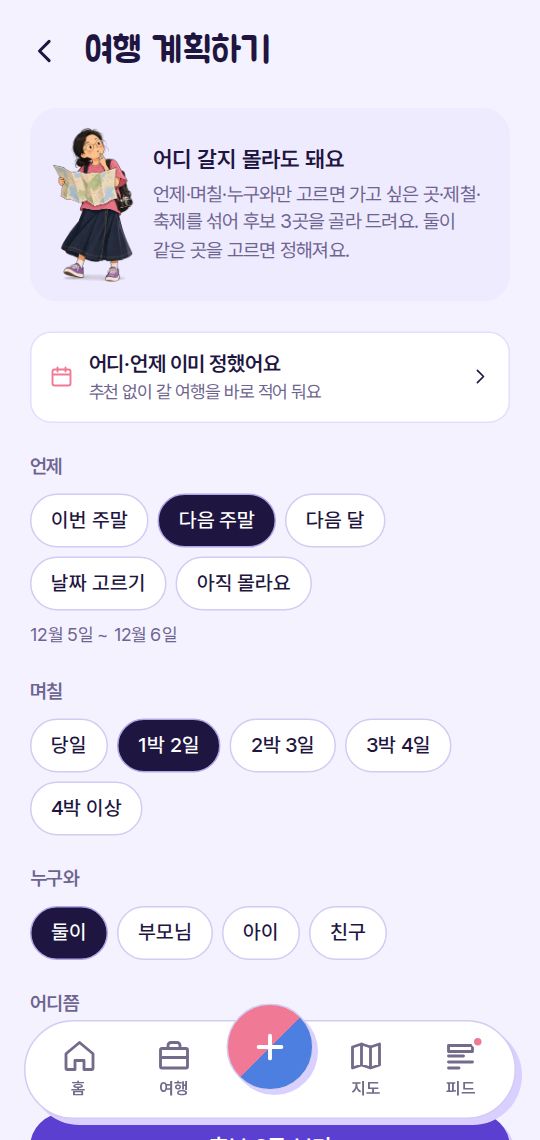 여행 계획하기
어디 갈지 몰라도 돼요
언제·며칠·누구와만 고르면 가고 싶은 곳·제철·
축제를 섞어 후보 3곳을 골라 드려요. 둘이
같은 곳을 고르면 정해져요.
어디·언제 이미 정했어요
추천 없이 갈 여행을 바로 적어 둬요
언제
이번 주말 다음 주말 다음 달
날짜 고르기 아직 몰라요
12월 5일 ~ 12월 6일
며칠
당일 1박 2일 2박 3일 3박 4일
4박 이상
누구와
둘이 부모님 아이 친구
어디쯤
홈 여행 지도 피드